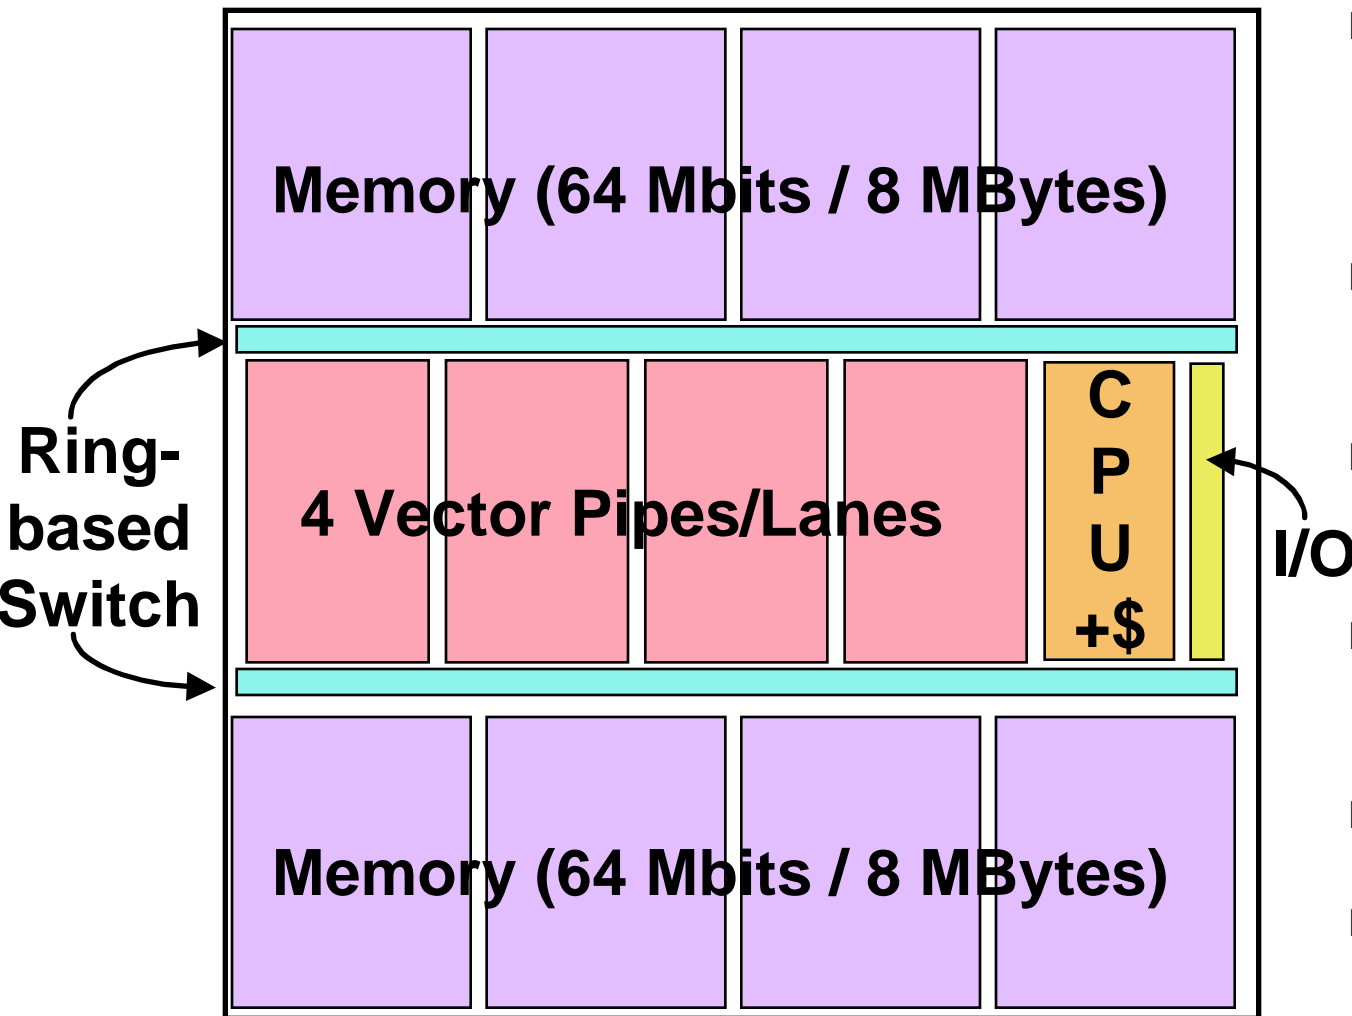 Memory (64 Mbits / 8 MBytes)
Ring-
based
Switch
4 Vector Pipes/Lanes
C
P
U
+$
I/O
Memory (64 Mbits / 8 MBytes)